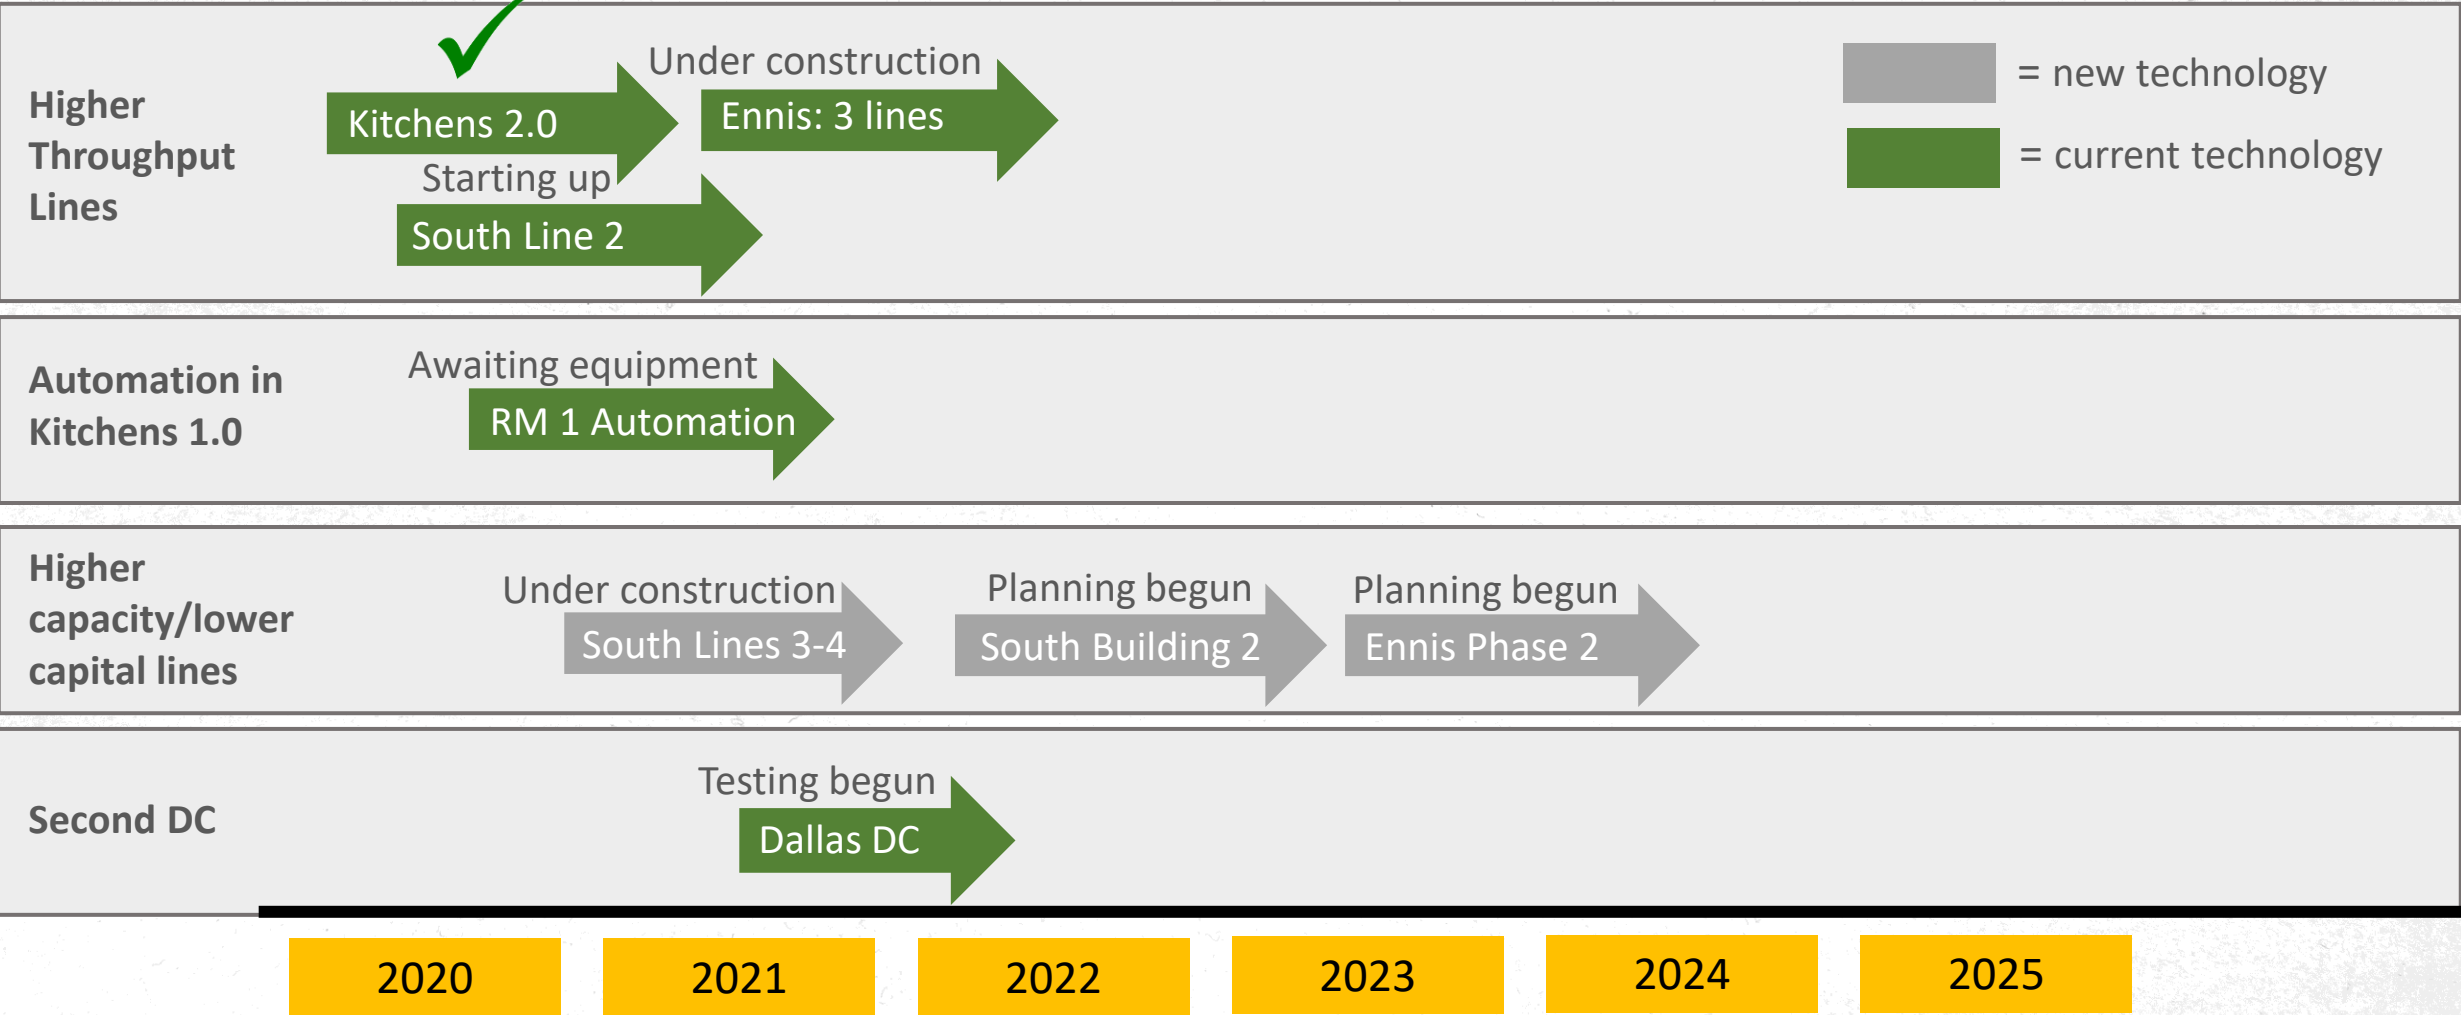 Higher
Throughput
Lines
Kitchens 2.0
Under construction
Ennis: 3 lines
Starting up
South Line 2
= new technology
= current technology
Automation in
Kitchens 1.0
Awaiting equipment
RM 1 Automation
Higher
capacity/lower
capital lines
Under construction
South Lines 3-4
Planning begun
South Building 2
Planning begun
Ennis Phase 2
Second DC
Testing begun
Dallas DC
2020
2021
2022
2023
2024
2025